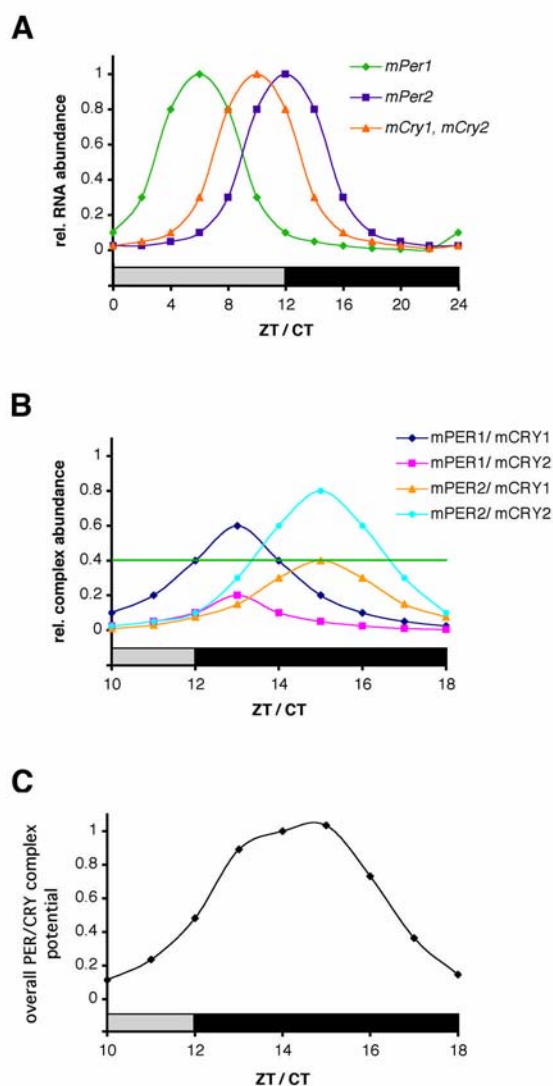 A
mPer1
mPer2
mCry1, mCry2
rel. RNA abundance
1
0.8
0.6
0.4
0.2
0
0 4 8 12 16 20 24
ZT / CT
B
mPER1/ mCRY1
mPER1/ mCRY2
mPER2/ mCRY1
mPER2/ mCRY2
rel. complex abundance
1
0.8
0.6
0.4
0.2
0
10 12 14 16 18
ZT / CT
C
overall PER/CRY complex
potential
1
0.8
0.6
0.4
0.2
0
10 12 14 16 18
ZT / CT